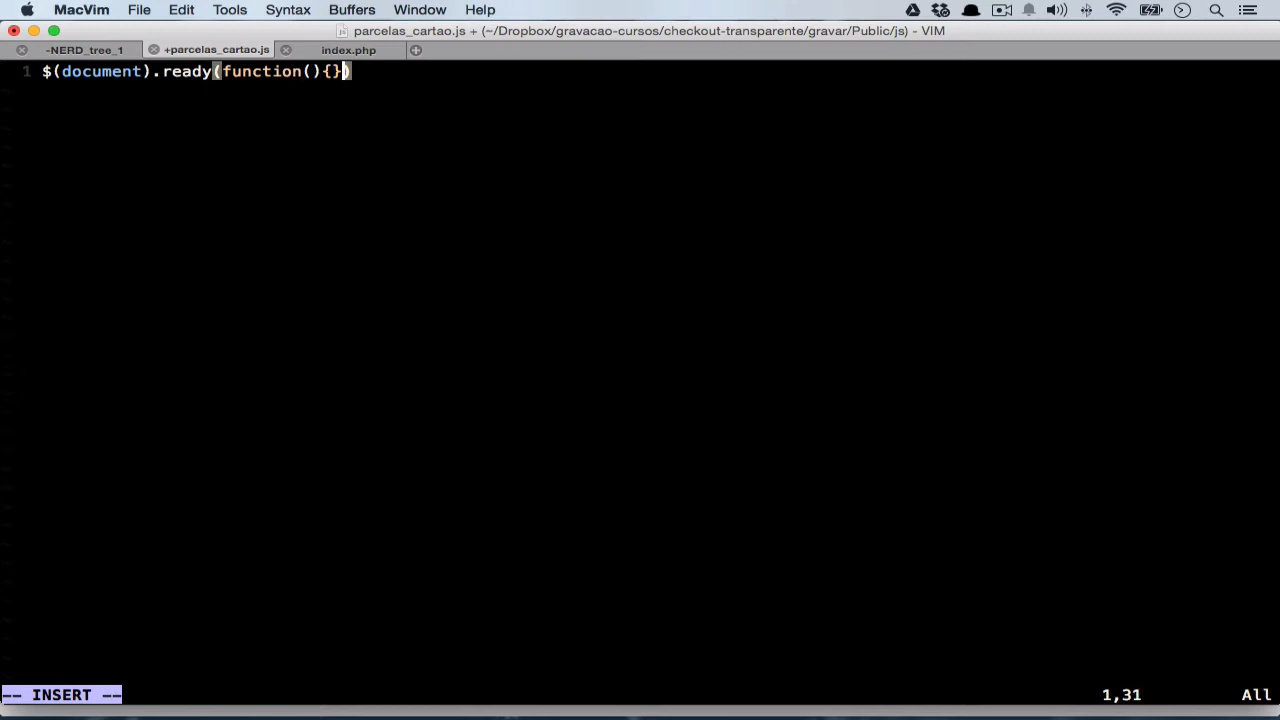 MacVim File Edit Tools Syntax Buffers Window Help
parcelas_cartao.js + (~/Dropbox/gravacao-cursos/checkout-transparente/gravar/Public/js) - VIM
-NERD_tree_1 +parcelas_cartao.js index.php
1 $(document).ready(function(){})
-- INSERT -- 1,31 All